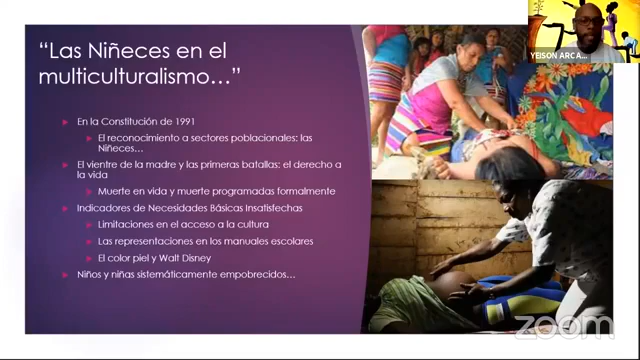 YEISON ARC A...
“Las Niñeces en el
multiculturalismo…”
En la Constitución de 1991
El reconocimiento a sectores poblacionales: las
Niñeces…
El vientre de la madre y las primeras batallas: el derecho a
la vida
Muerte en vida y muerte programadas formalmente
Indicadores de Necesidades Básicas Insatisfechas
Limitaciones en el acceso a la cultura
Las representaciones en los manuales escolares
El color piel y Walt Disney
Niños y niñas sistemáticamente empobrecidos…
zoom